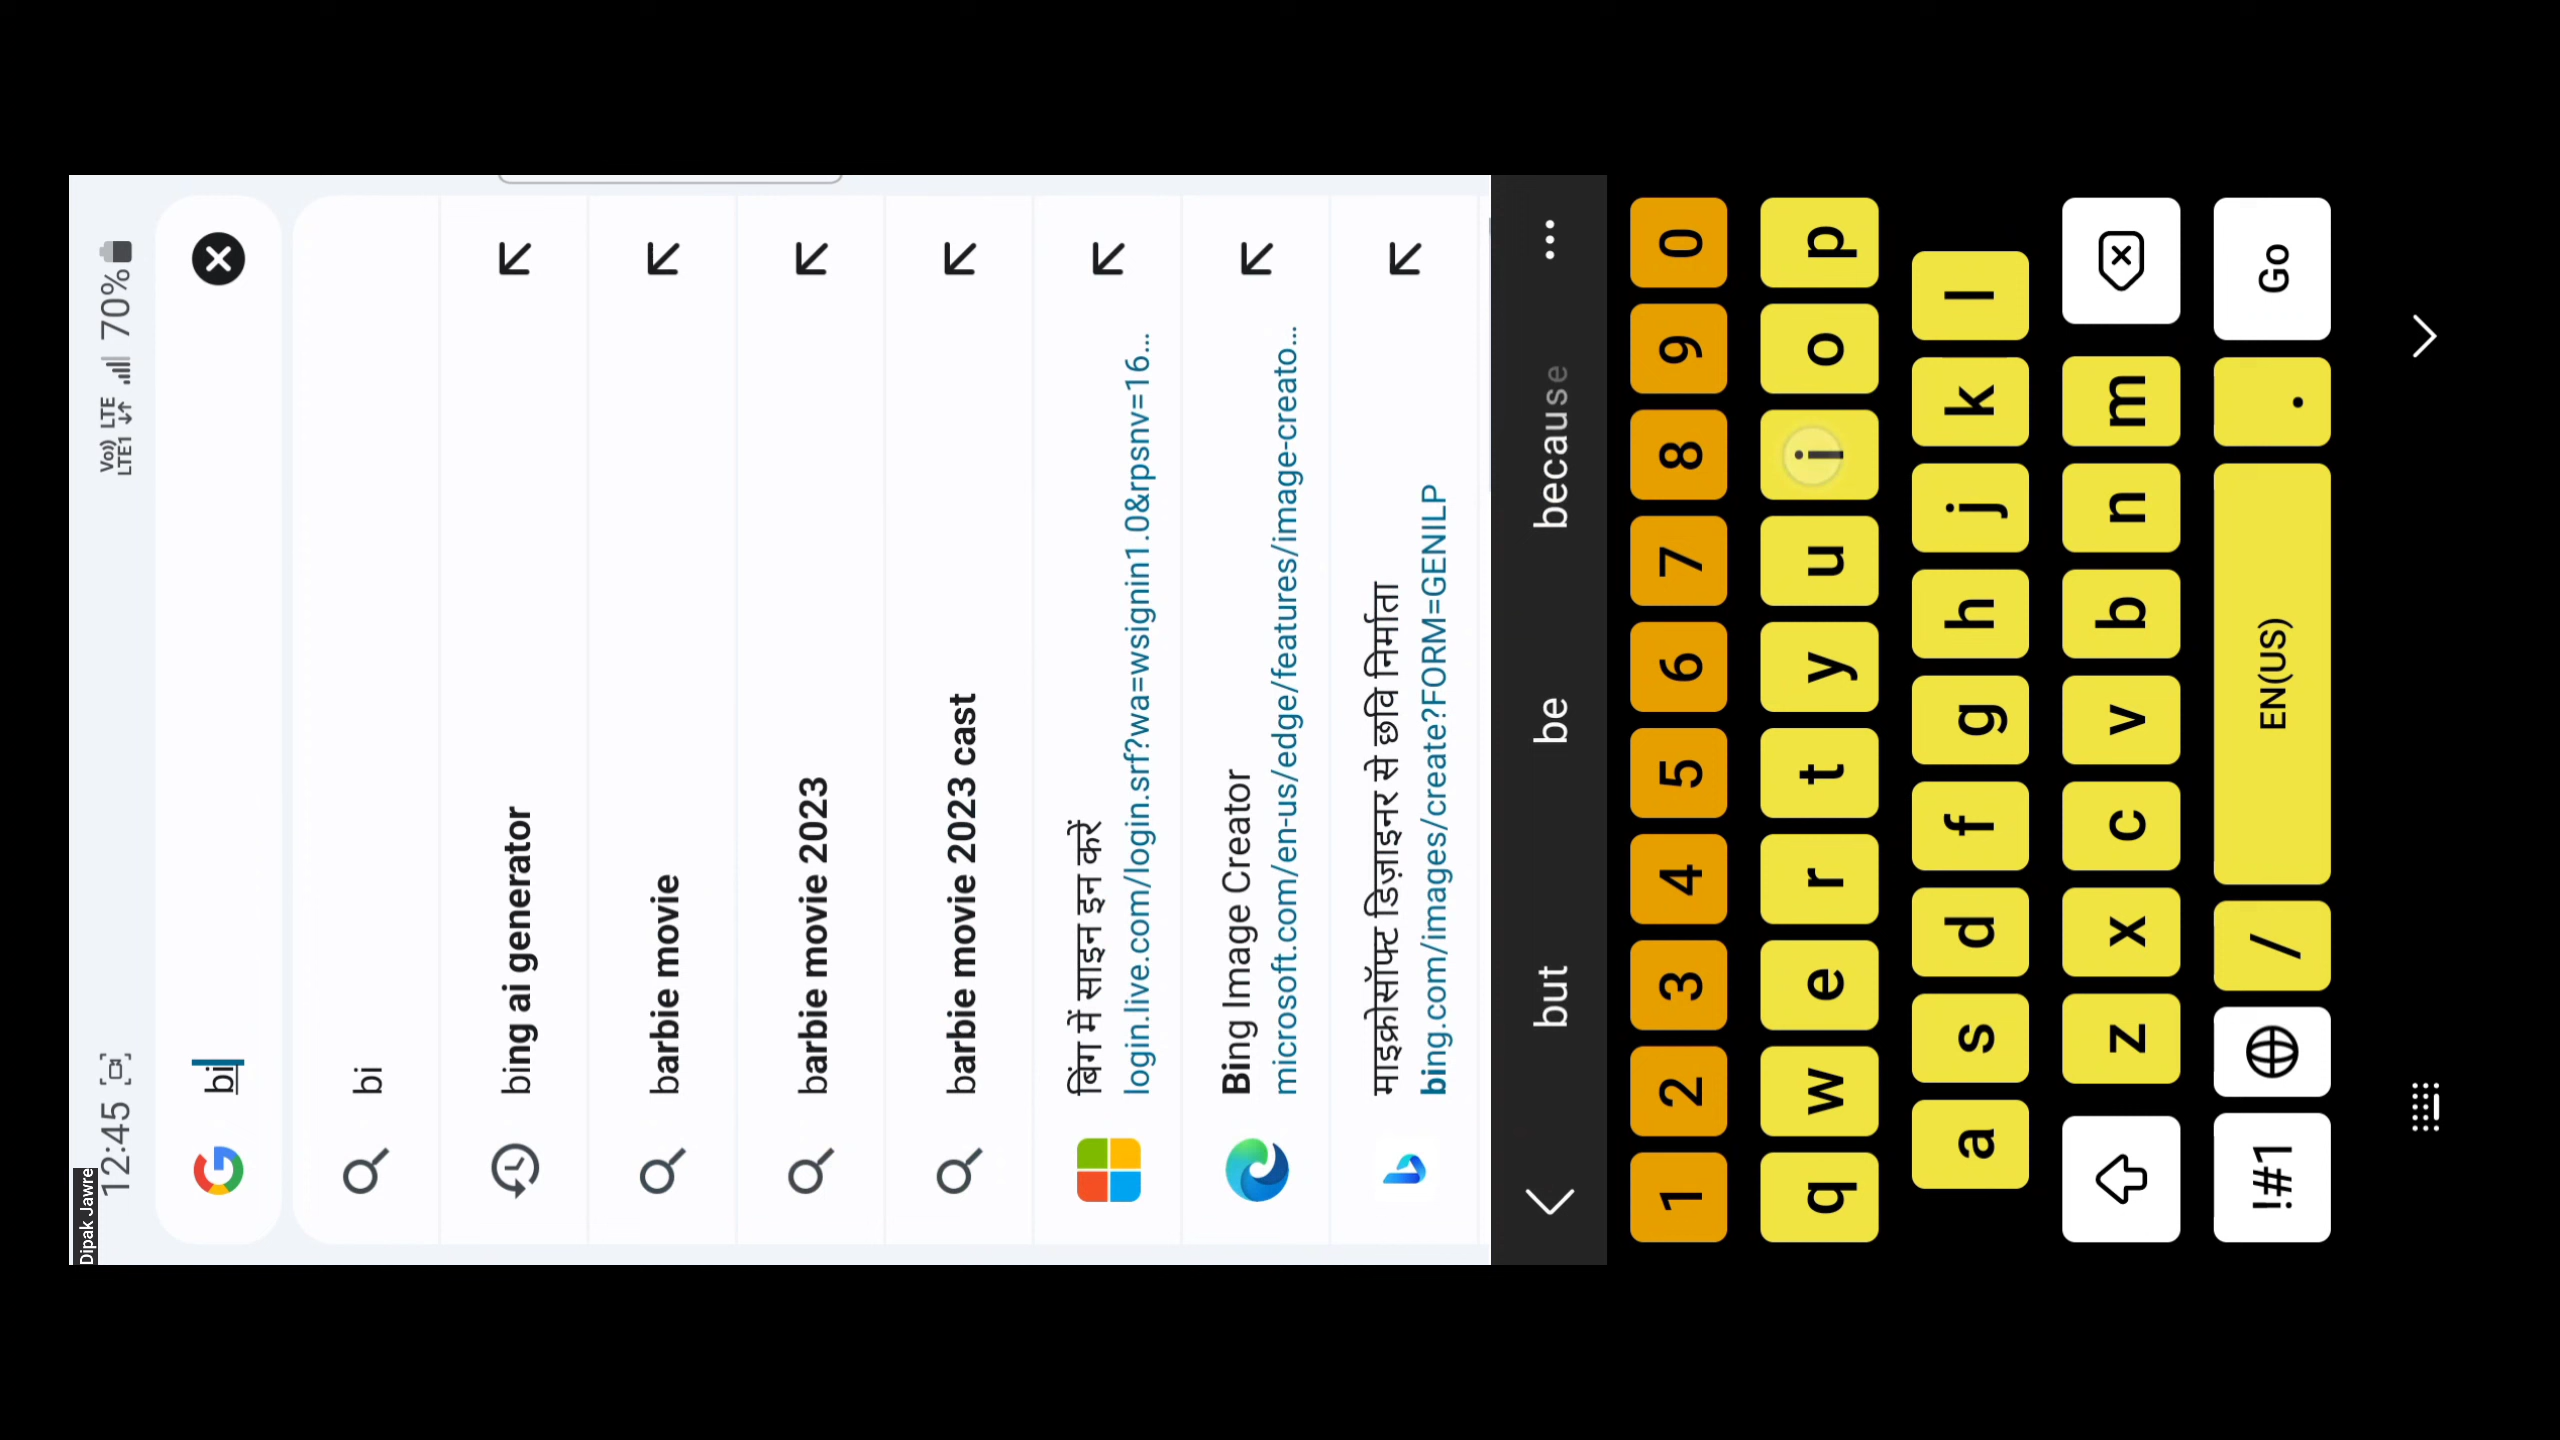 Dipak Jawre
12:45
Vo)) LTE
LTE1
70%
bi
bi
bing ai generator
barbie movie
barbie movie 2023
barbie movie 2023 cast
बिंग में साइन इन करें
login.live.com/login.srf?wa=wsignin1.0&rpsnv=16...
Bing Image Creator
microsoft.com/en-us/edge/features/image-creato...
माइक्रोसॉफ्ट डिज़ाइनर से छवि निर्माता
bing.com/images/create?FORM=GENILP
but be because
1 2 3 4 5 6 7 8 9 0
q w e r t y u i o p
a s d f g h j k l
z x c v b n m
!#1 / EN(US) . Go